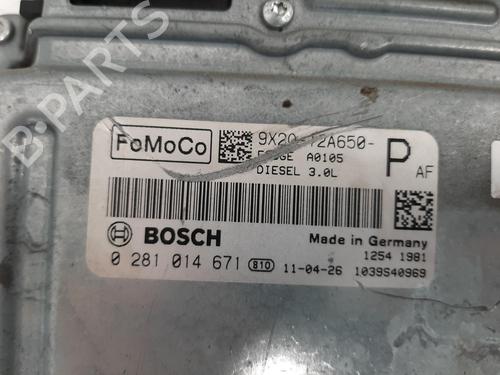 FoMoCo
9X2Q-12A650-
A0105
DIESEL 3.0L
P AF
BOSCH
Made in Germany
1254 1981
0 281 014 671 810 11-04-26 1039S40969
B-PARTS